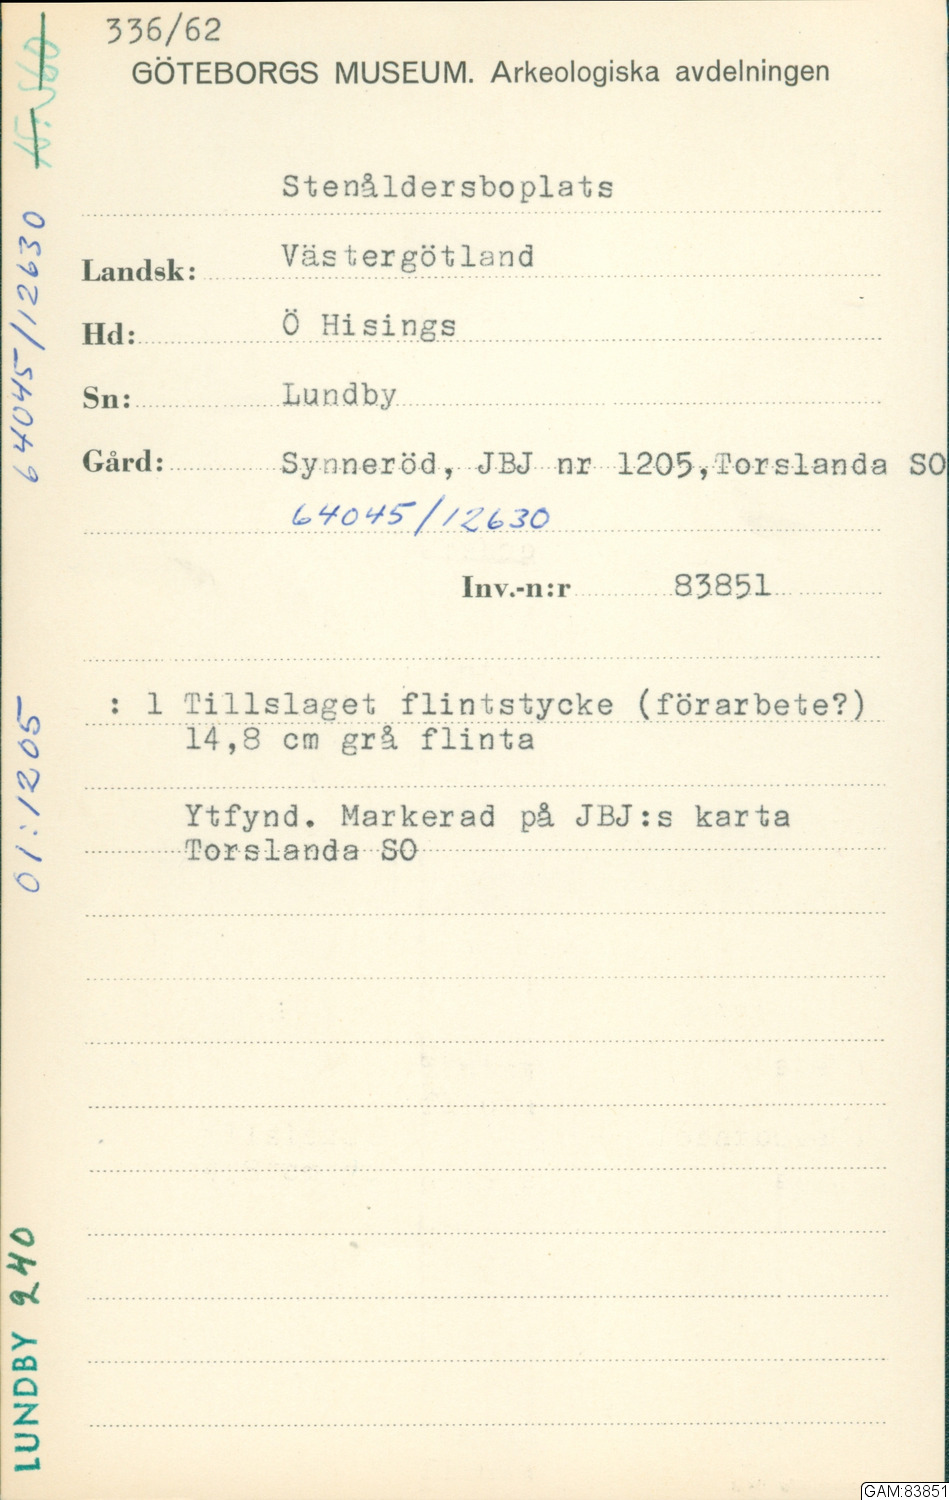 336/62
GÖTEBORGS MUSEUM. Arkeologiska avdelningen
Stenåldersboplats
Landsk: Västergötland
Hd: Ö Hisings
Sn: Lundby
Gård: Synneröd, JBJ nr 1205,Torslanda SO
64045/12630
Inv.-n:r 83851
: 1 Tillslaget flintstycke (förarbete?)
14,8 cm grå flinta
Ytfynd. Markerad på JBJ:s karta
Torslanda SO
64045/12630
01:1205
LUNDBY 240
GAM:83851